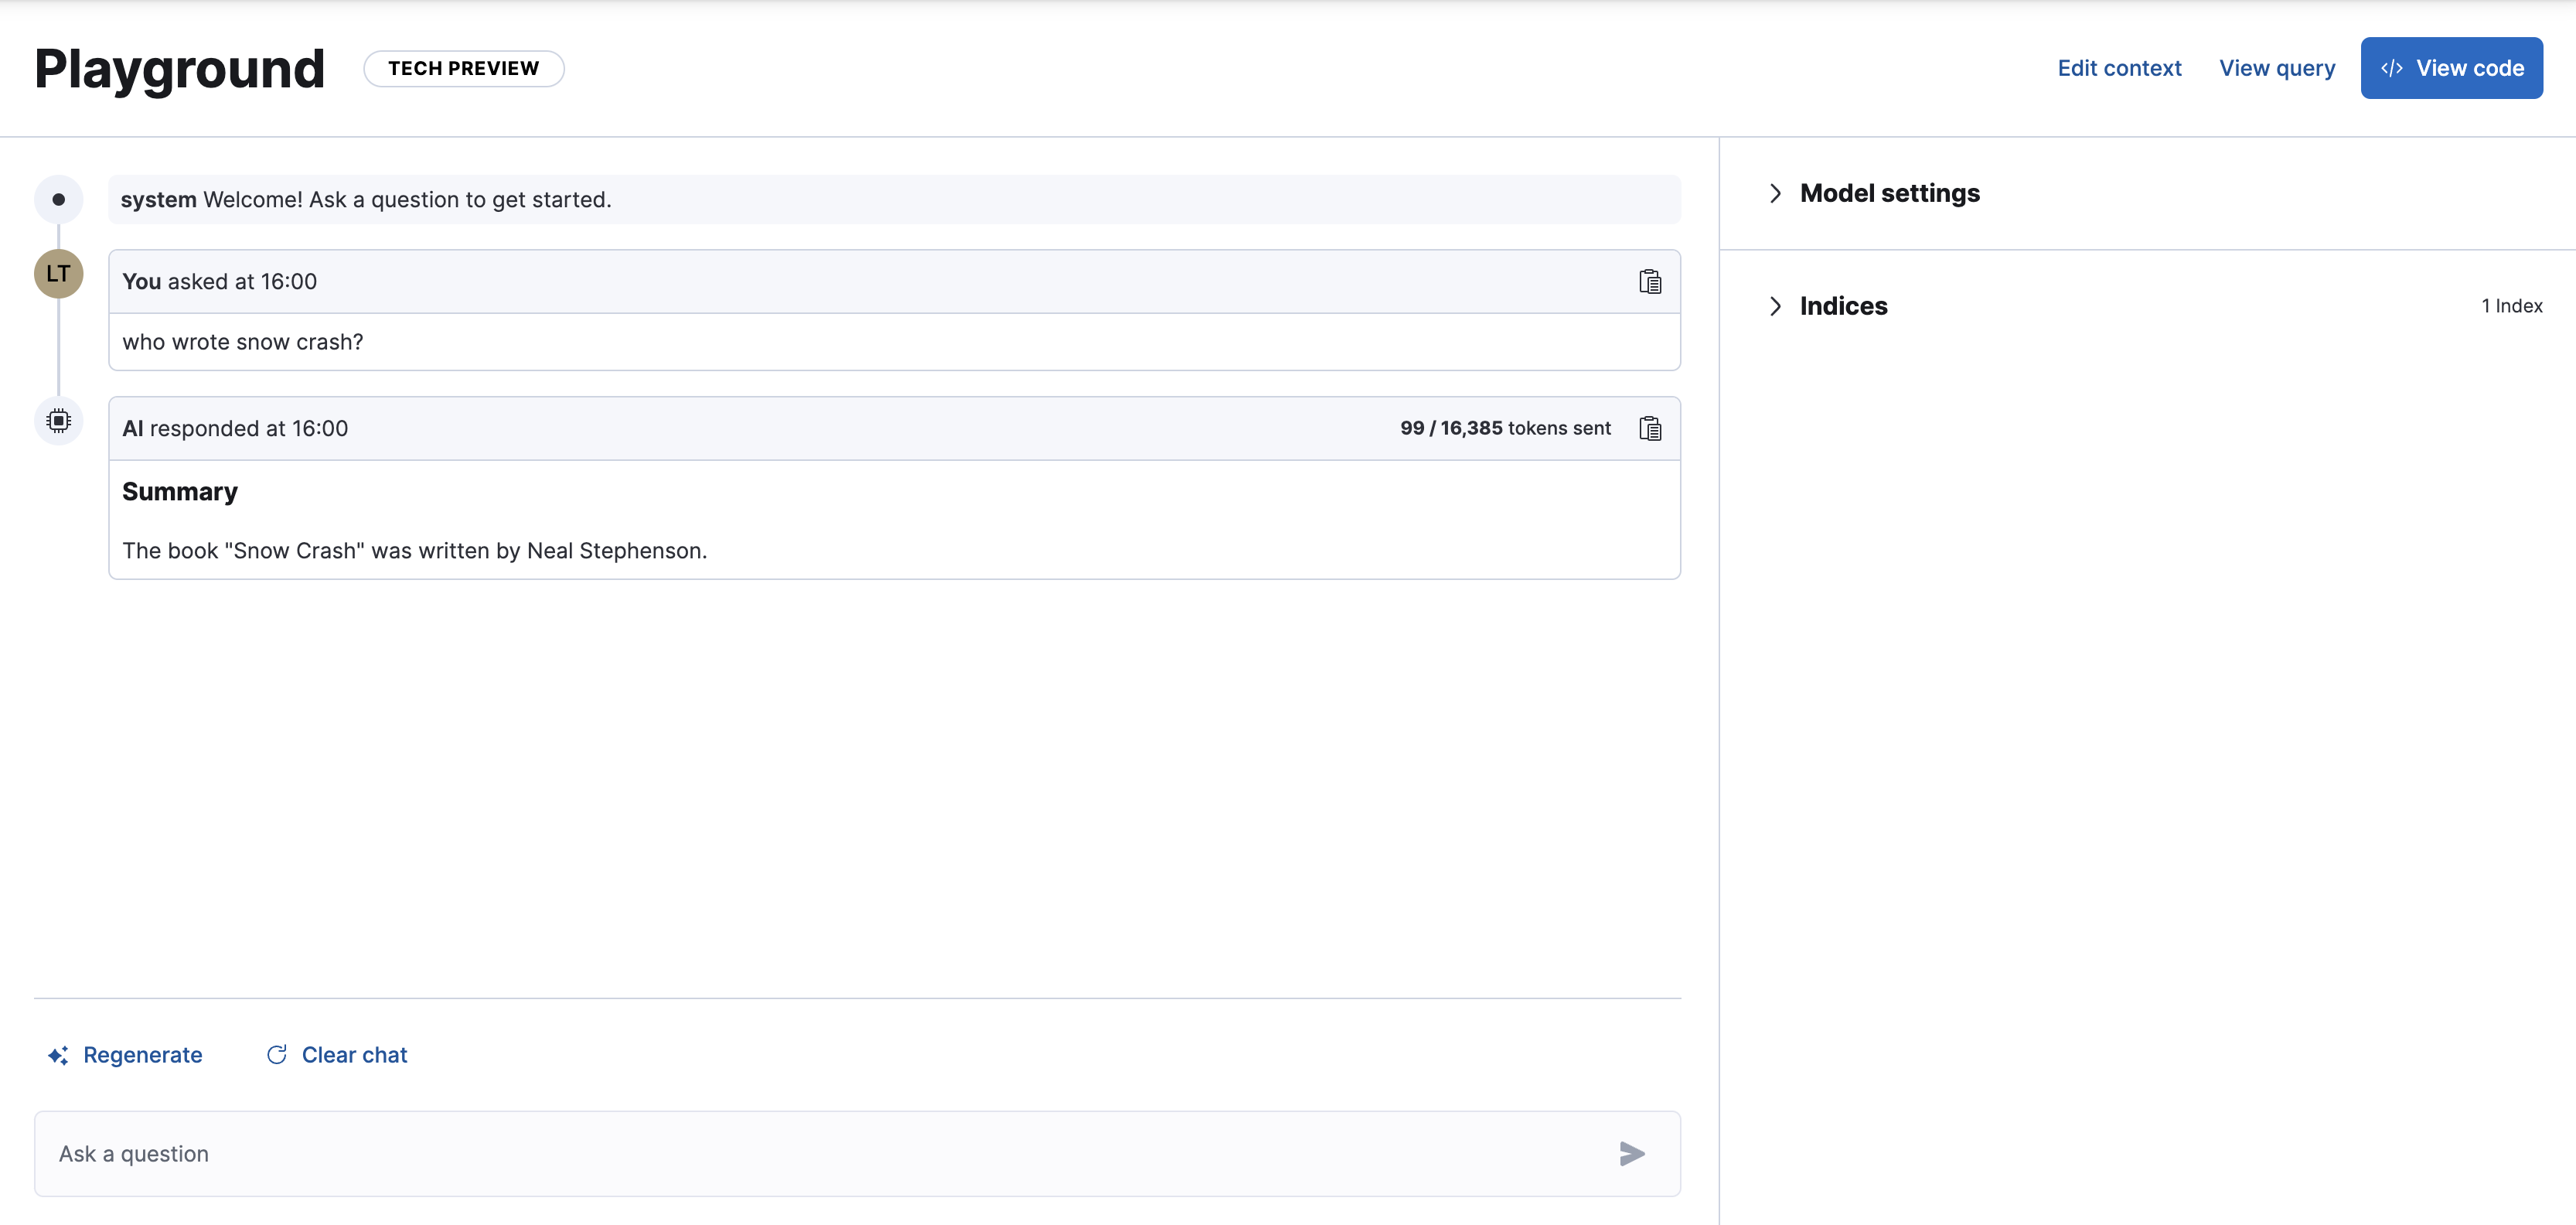 Playground
TECH PREVIEW
Edit context
View query
</> View code
system Welcome! Ask a question to get started.
LT
You asked at 16:00
who wrote snow crash?
AI responded at 16:00
99 / 16,385 tokens sent
Summary
The book "Snow Crash" was written by Neal Stephenson.
Regenerate
Clear chat
Ask a question
Model settings
Indices
1 Index